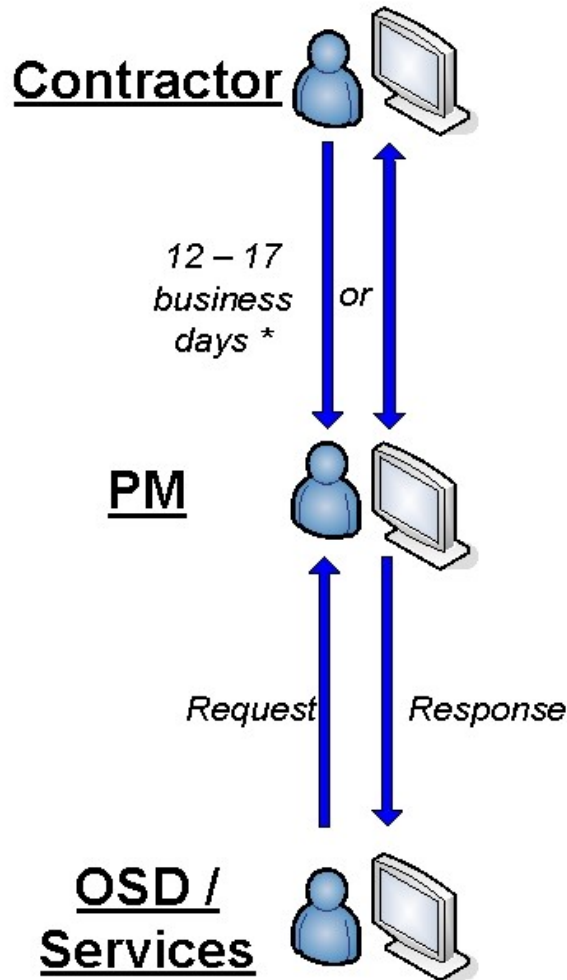 Contractor
12 – 17
business
days *
or
PM
Request
Response
OSD /
Services